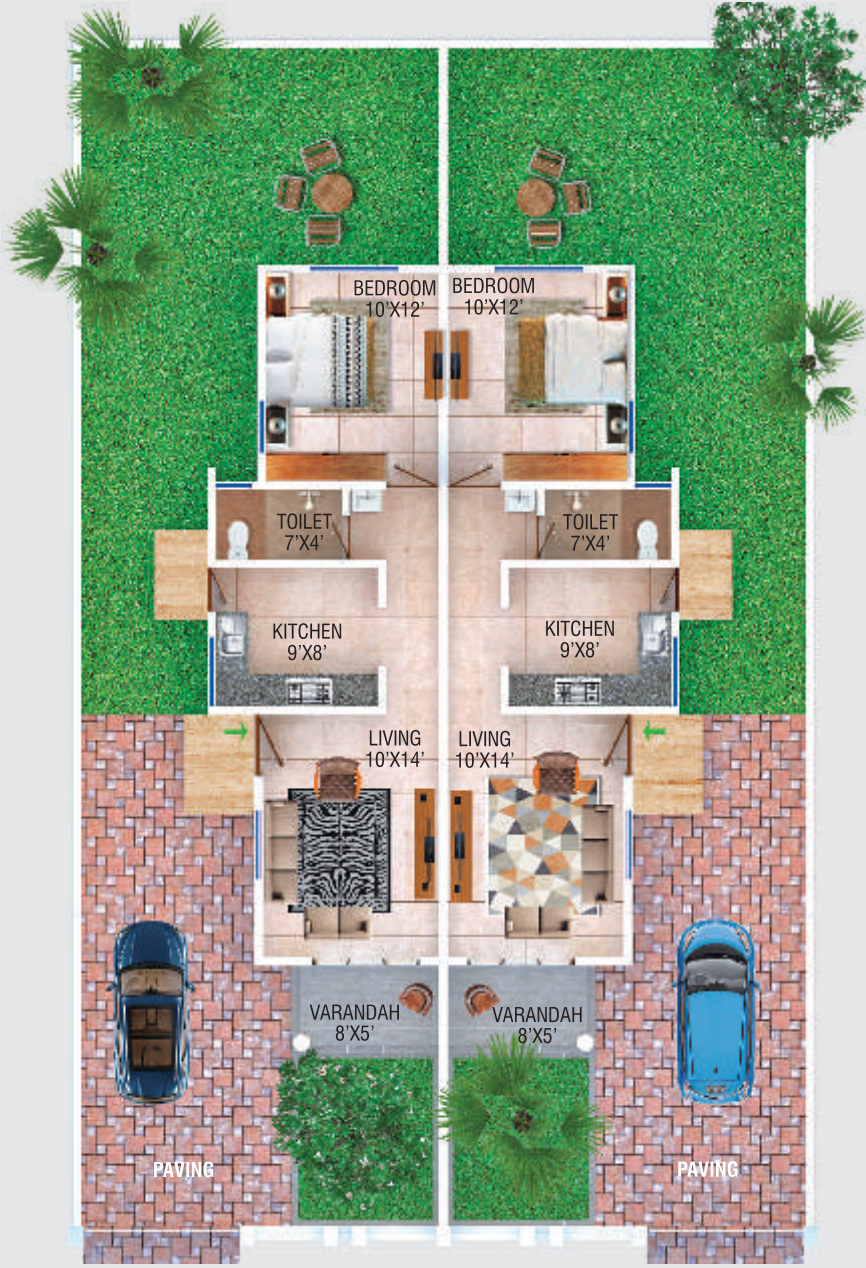 BEDROOM
10'X12'
BEDROOM
10'X12'
TOILET
7'X4'
TOILET
7'X4'
KITCHEN
9'X8'
KITCHEN
9'X8'
LIVING
10'X14'
LIVING
10'X14'
VARANDAH
8'X5'
VARANDAH
8'X5'
PAVING
PAVING